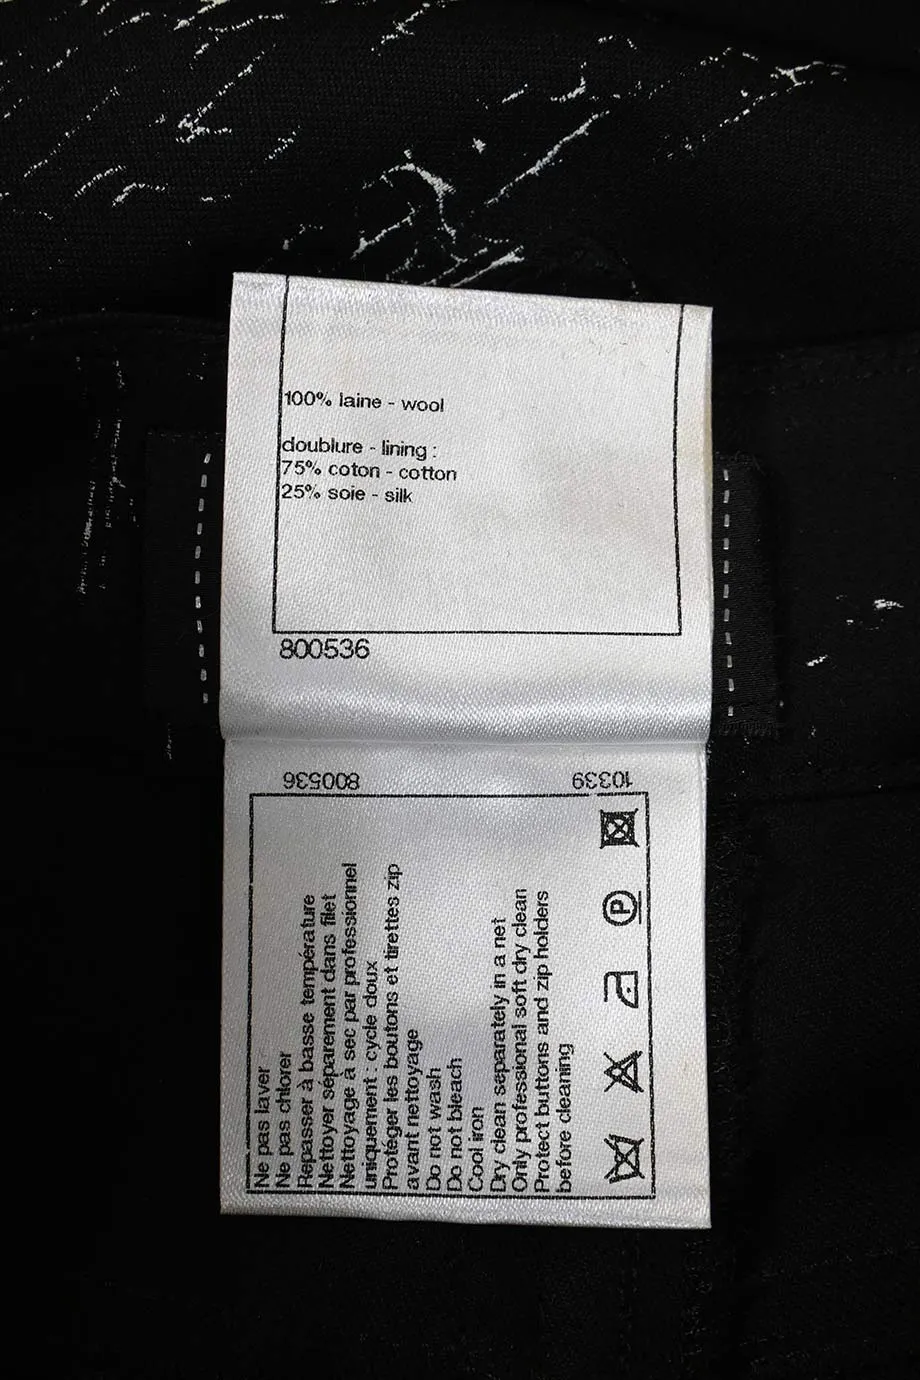 100% laine - wool
doublure - lining :
75% coton - cotton
25% soie - silk
800536
800536
10339
Ne pas laver
Ne pas chlorer
Repasser à basse température
Nettoyer séparement dans filet
Nettoyage à sec par professionnel
uniquement : cycle doux
Protéger les boutons et tirettes zip
avant nettoyage
Do not wash
Do not bleach
Cool iron
Dry clean separately in a net
Only professional soft dry clean
Protect buttons and zip holders
before cleaning
P